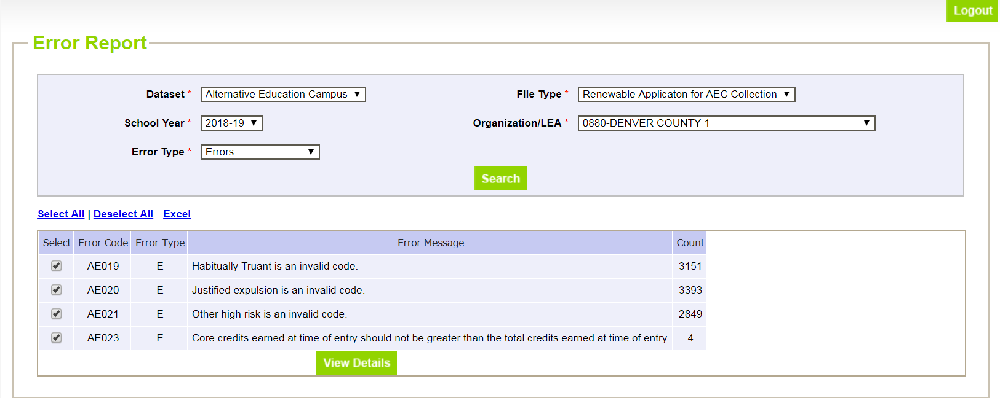 Logout
Error Report
Dataset * Alternative Education Campus ▼ File Type * Renewable Applicaton for AEC Collection ▼
School Year * 2018-19 ▼ Organization/LEA * 0880-DENVER COUNTY 1 ▼
Error Type * Errors ▼
Search
Select All | Deselect All Excel
Select Error Code Error Type Error Message Count
AE019 E Habitually Truant is an invalid code. 3151
AE020 E Justified expulsion is an invalid code. 3393
AE021 E Other high risk is an invalid code. 2849
AE023 E Core credits earned at time of entry should not be greater than the total credits earned at time of entry. 4
View Details